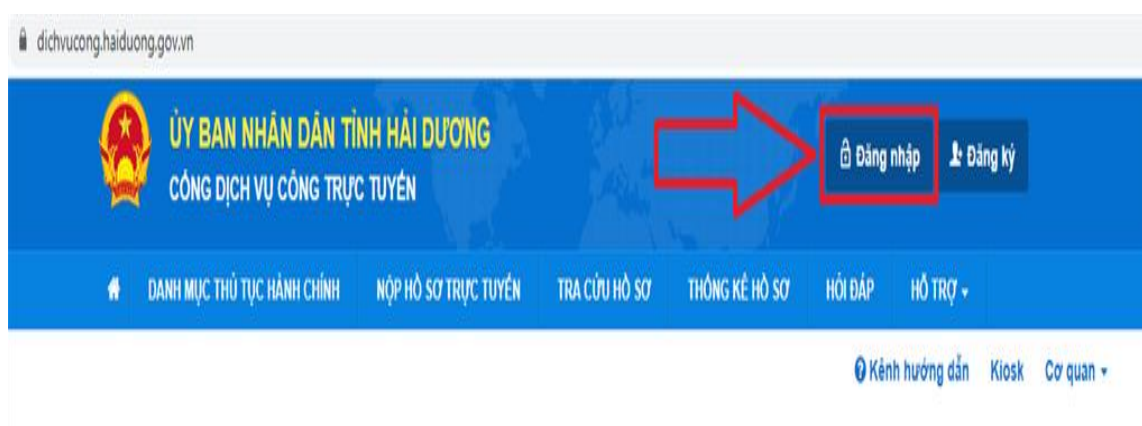 dichvucong.haiduong.gov.vn
ỦY BAN NHÂN DÂN TỈNH HẢI DƯƠNG
CỔNG DỊCH VỤ CÔNG TRỰC TUYẾN
Đăng nhập Đăng ký
DANH MỤC THỦ TỤC HÀNH CHÍNH NỘP HỒ SƠ TRỰC TUYẾN TRA CỨU HỒ SƠ THỐNG KÊ HỒ SƠ HỎI ĐÁP HỖ TRỢ
Kênh hướng dẫn Kiosk Cơ quan